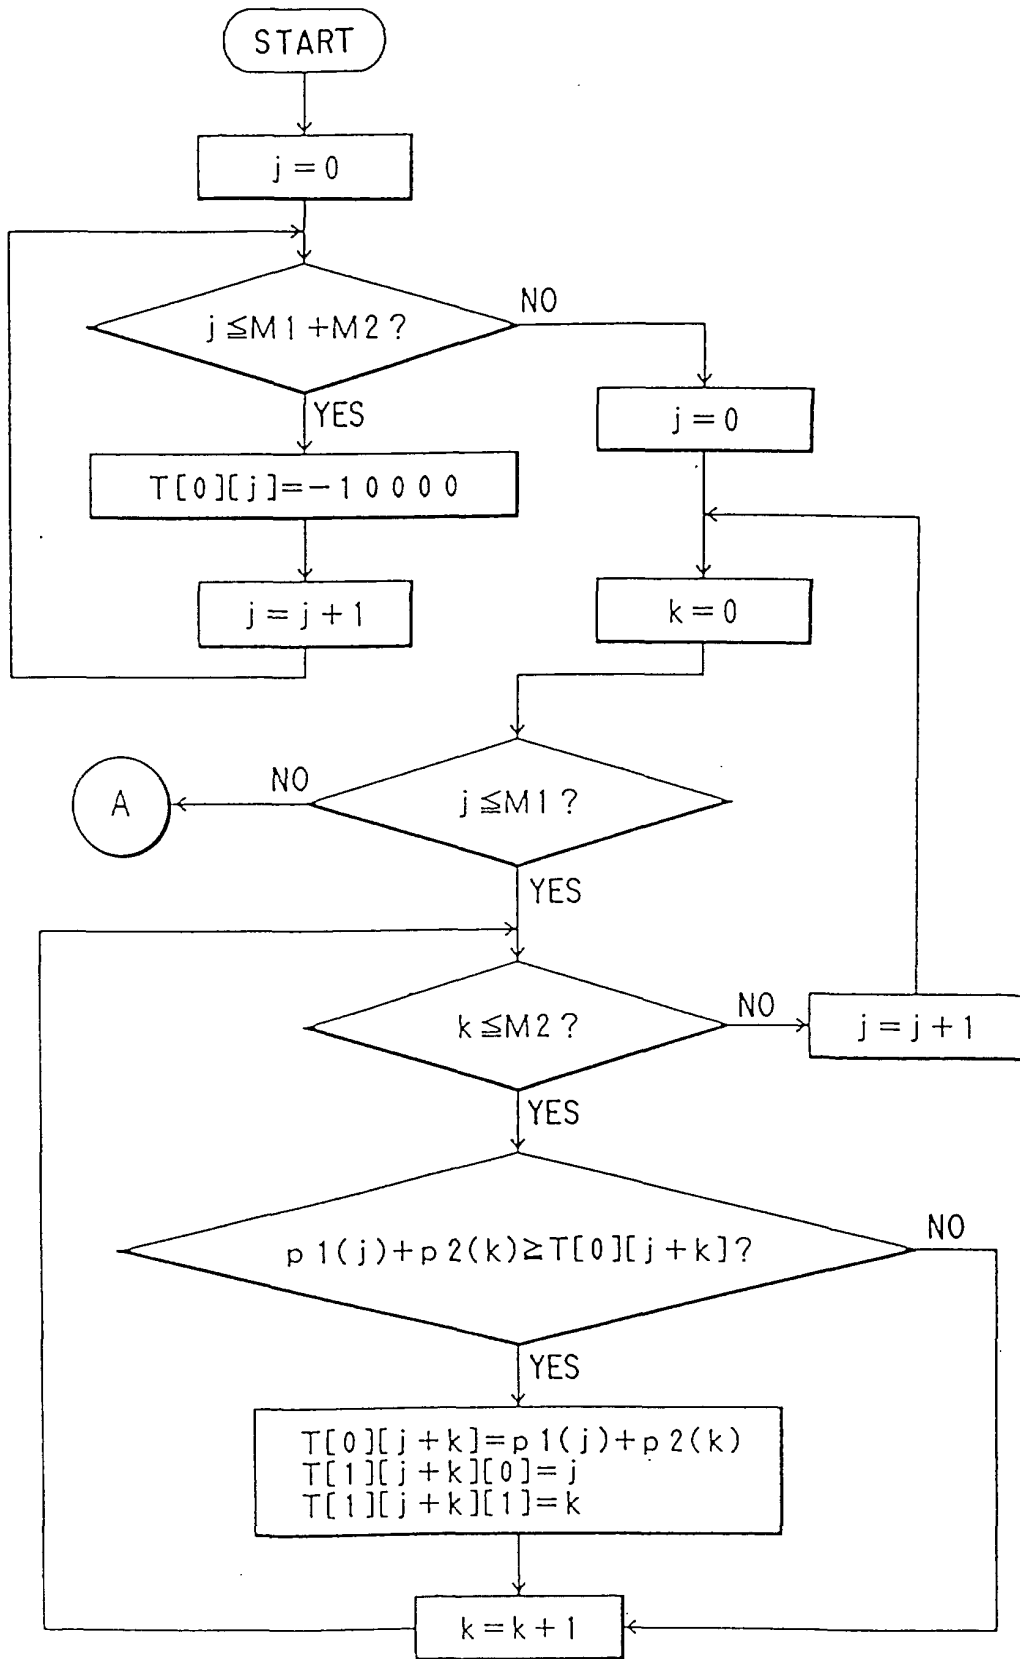 START
j=0
j≦M1+M2?
NO
YES
j=0
T[0][j]=-10000
j=j+1
k=0
NO
A
j≦M1?
YES
k≦M2?
NO
j=j+1
YES
p1(j)+p2(k)≥T[0][j+k]?
NO
YES
T[0][j+k]=p1(j)+p2(k)
T[1][j+k][0]=j
T[1][j+k][1]=k
k=k+1